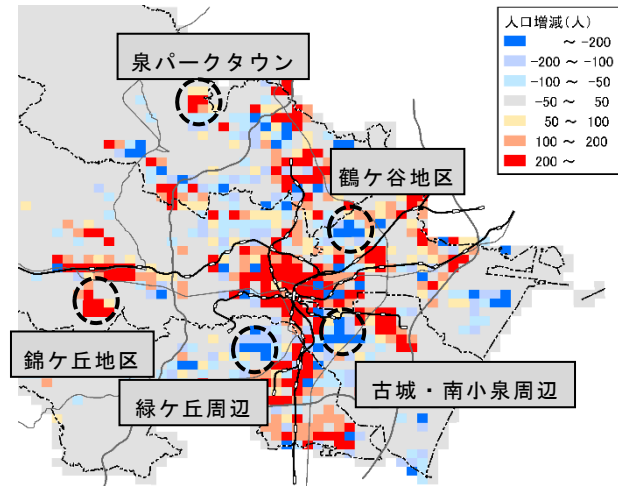 人口増減(人)
～ -200
-200 ～ -100
-100 ～ -50
-50 ～ 50
50 ～ 100
100 ～ 200
200 ～
泉パークタウン
鶴ケ谷地区
錦ケ丘地区
緑ケ丘周辺
古城・南小泉周辺